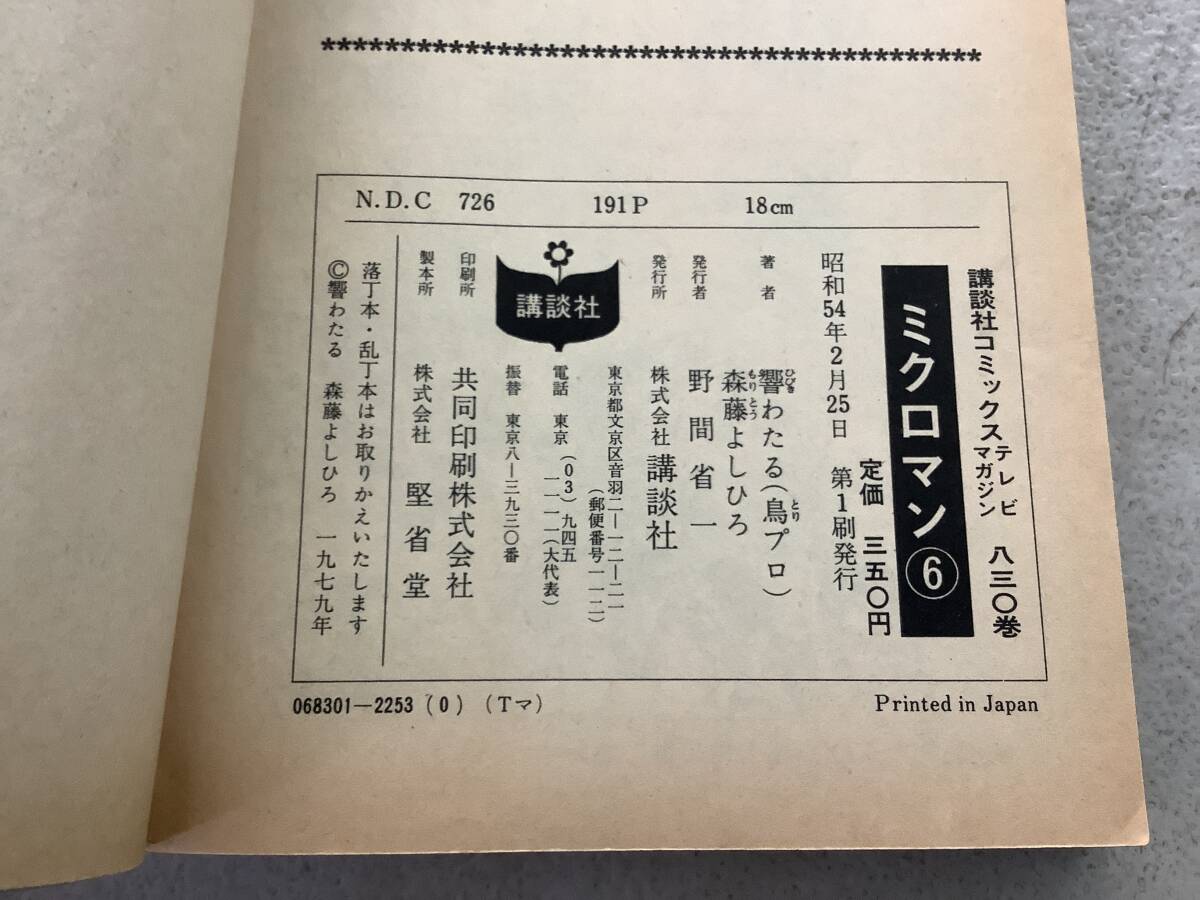 ******************************************
N.D.C 726 191P 18cm
講談社コミックス テレビマガジン 八三〇巻
ミクロマン⑥
定価 三五〇円
昭和54年2月25日 第1刷発行
著者 響わたる(鳥プロ)
ひびき とり
森藤よしひろ
もりとう
発行者 野間省一
発行所 株式会社 講談社
東京都文京区音羽二―一二―二一
(郵便番号一一二)
電話 東京(03)九四五
一一一一(大代表)
振替 東京八―三九三〇番
講談社
印刷所 共同印刷株式会社
製本所 株式会社 堅省堂
落丁本・乱丁本はお取りかえいたします
©響わたる 森藤よしひろ 一九七九年
068301―2253(0)(Tマ)
Printed in Japan